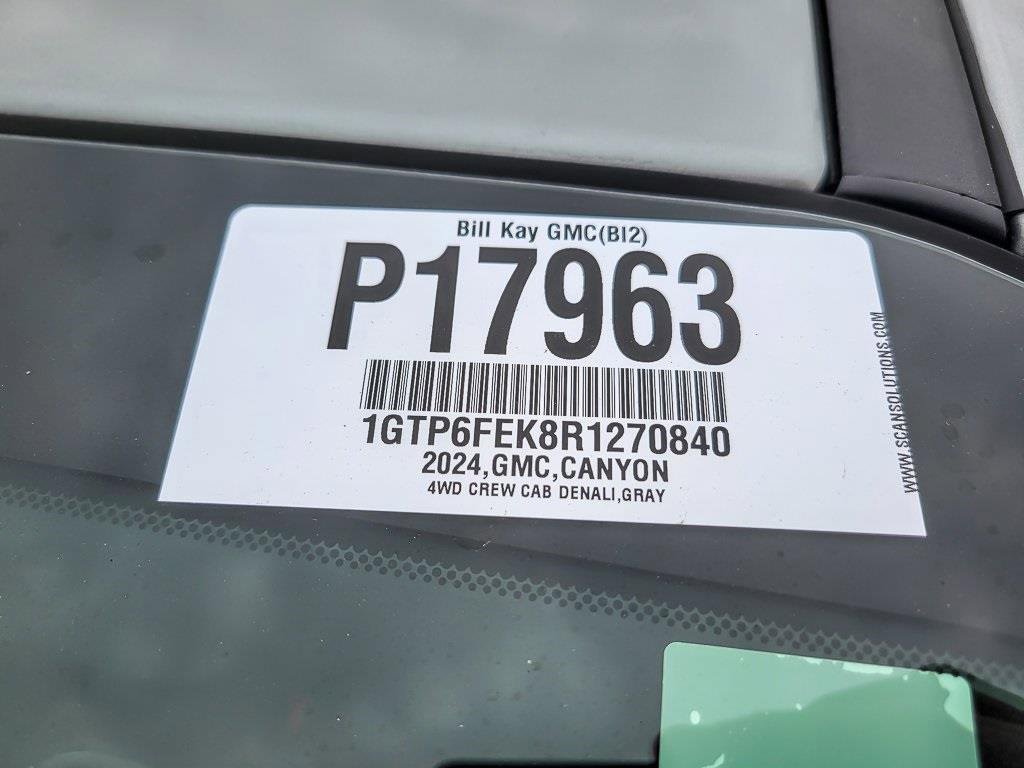 Bill Kay GMC(BI2)
P17963
1GTP6FEK8R1270840
2024,GMC,CANYON
4WD CREW CAB DENALI,GRAY
WWW.SCANSOLUTIONS.COM